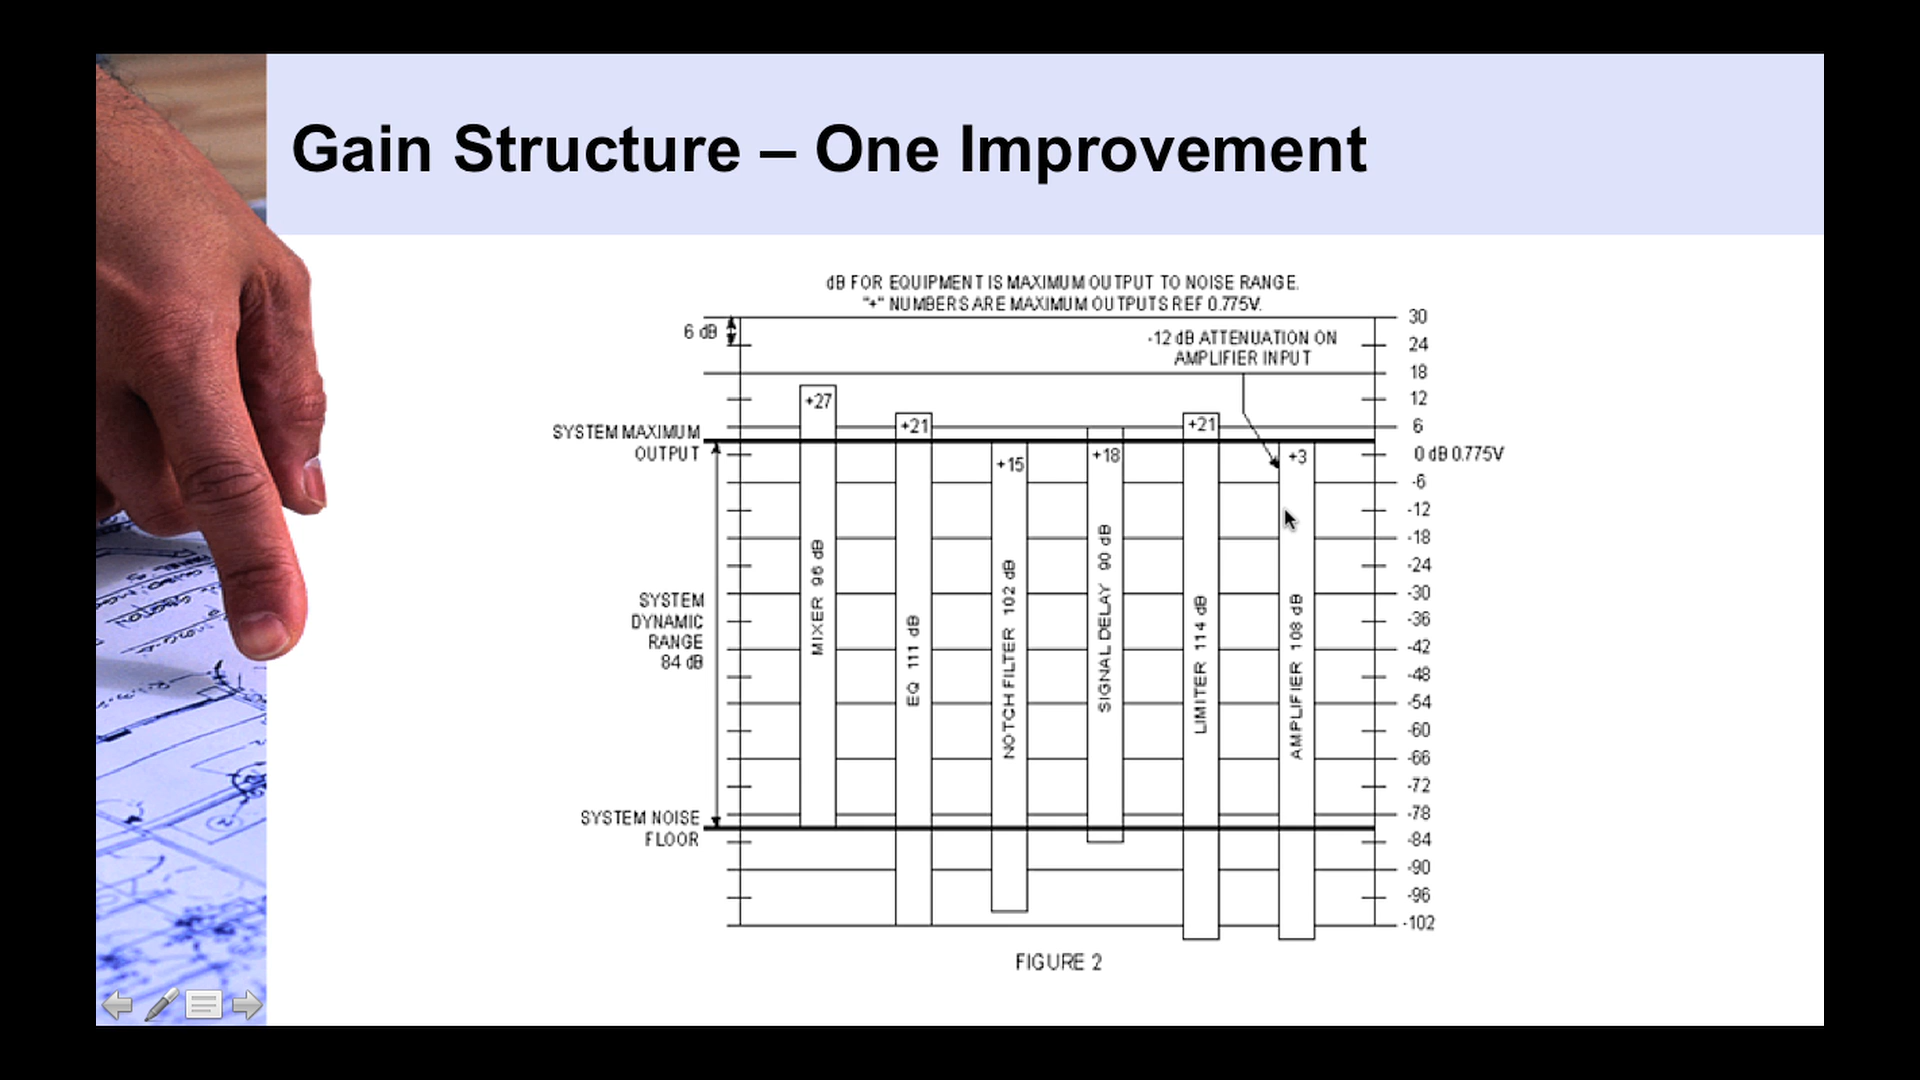 Gain Structure – One Improvement
dB FOR EQUIPMENT IS MAXIMUM OUTPUT TO NOISE RANGE.
"+" NUMBERS ARE MAXIMUM OUTPUTS REF 0.775V.
6 dB
-12 dB ATTENUATION ON
AMPLIFIER INPUT
30
24
18
12
6
0 dB 0.775V
-6
-12
-18
-24
-30
-36
-42
-48
-54
-60
-66
-72
-78
-84
-90
-96
-102
SYSTEM MAXIMUM
OUTPUT
SYSTEM
DYNAMIC
RANGE
84 dB
SYSTEM NOISE
FLOOR
+27
MIXER 96 dB
+21
EQ 111 dB
+15
NOTCH FILTER 102 dB
+18
SIGNAL DELAY 90 dB
+21
LIMITER 114 dB
+3
AMPLIFIER 108 dB
FIGURE 2